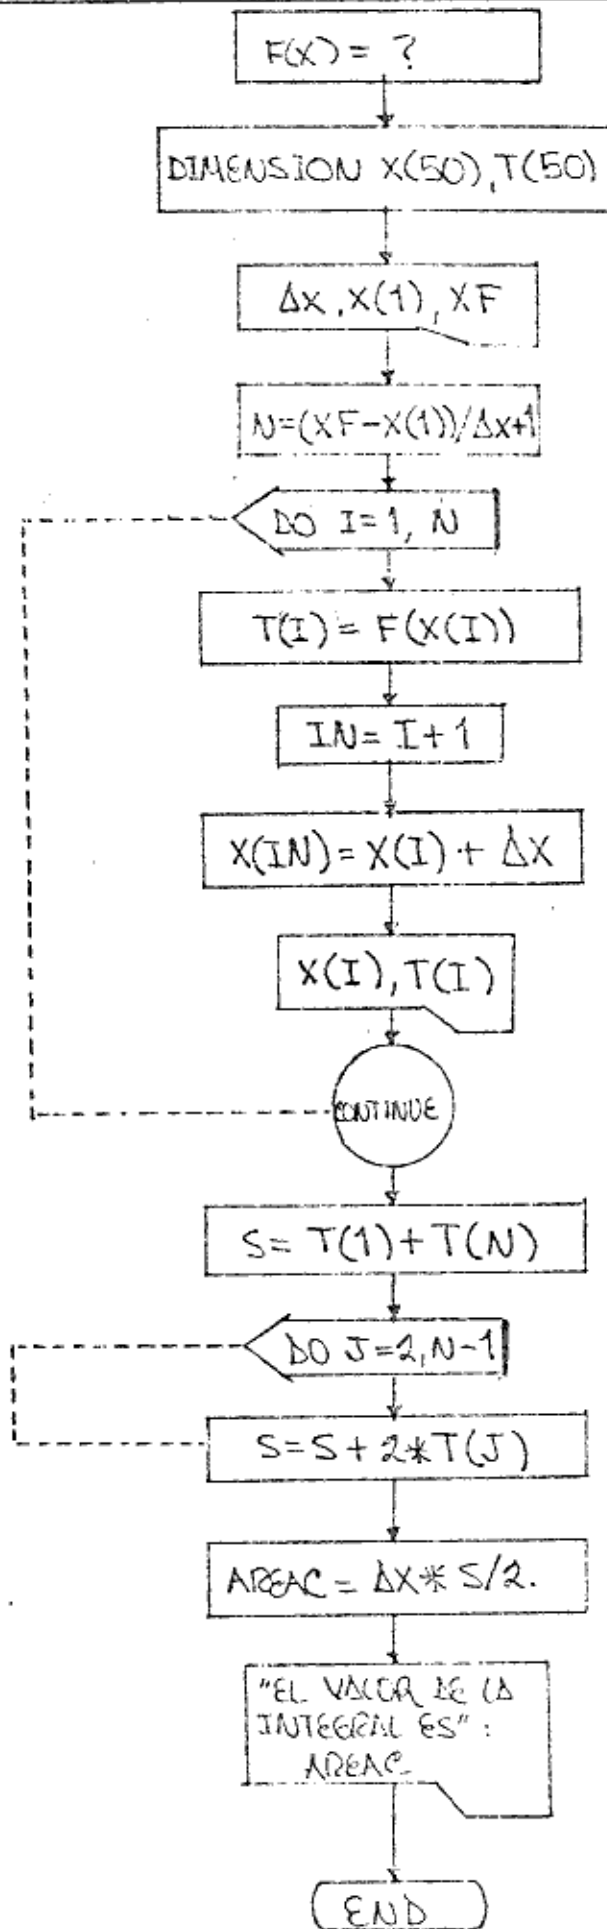 F(X) = ?
DIMENSION X(50), T(50)
ΔX, X(1), XF
N=(XF-X(1))/ΔX+1
DO I=1, N
T(I) = F(X(I))
IN= I+1
X(IN)=X(I)+ ΔX
X(I), T(I)
CONTINUE
S= T(1)+T(N)
DO J=2,N-1
S=S+2*T(J)
AREAC = ΔX* S/2.
"EL VALOR DE LA
INTEGRAL ES":
AREAC
END